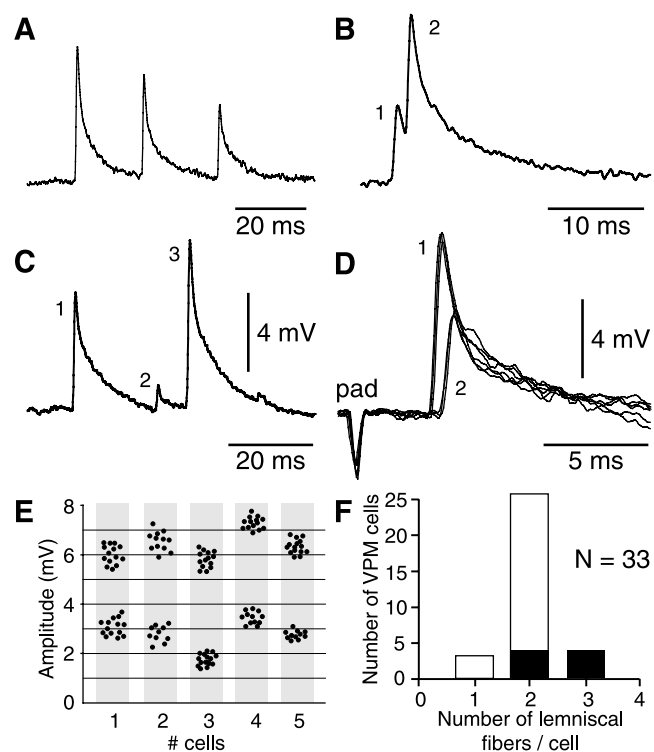 A
20 ms
B
1
2
10 ms
C
1
2
3
4 mV
20 ms
D
1
2
pad
4 mV
5 ms
E
Amplitude (mV)
8
6
4
2
0
1 2 3 4 5
# cells
F
Number of VPM cells
25
20
15
10
5
0
N = 33
0 1 2 3 4
Number of lemniscal
fibers / cell